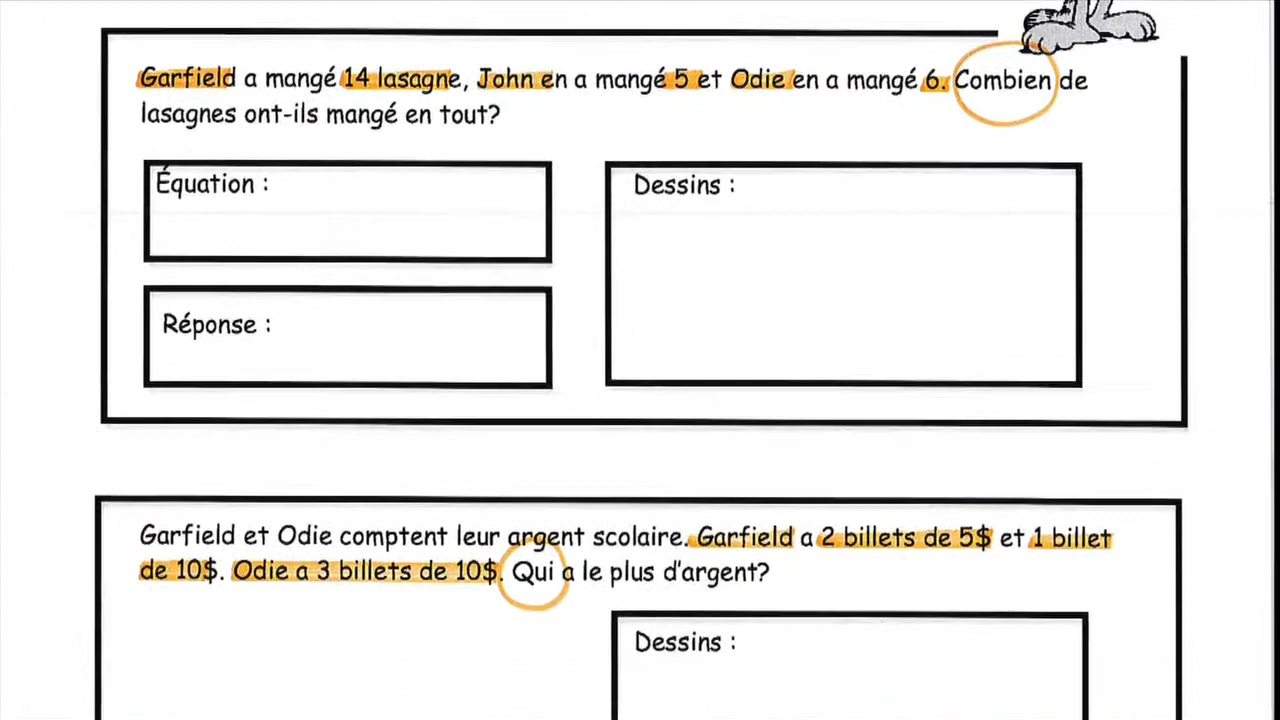 Garfield a mangé 14 lasagne, John en a mangé 5 et Odie en a mangé 6. Combien de
lasagnes ont-ils mangé en tout?
Équation :
Dessins :
Réponse :
Garfield et Odie comptent leur argent scolaire. Garfield a 2 billets de 5$ et 1 billet
de 10$. Odie a 3 billets de 10$. Qui a le plus d'argent?
Dessins :